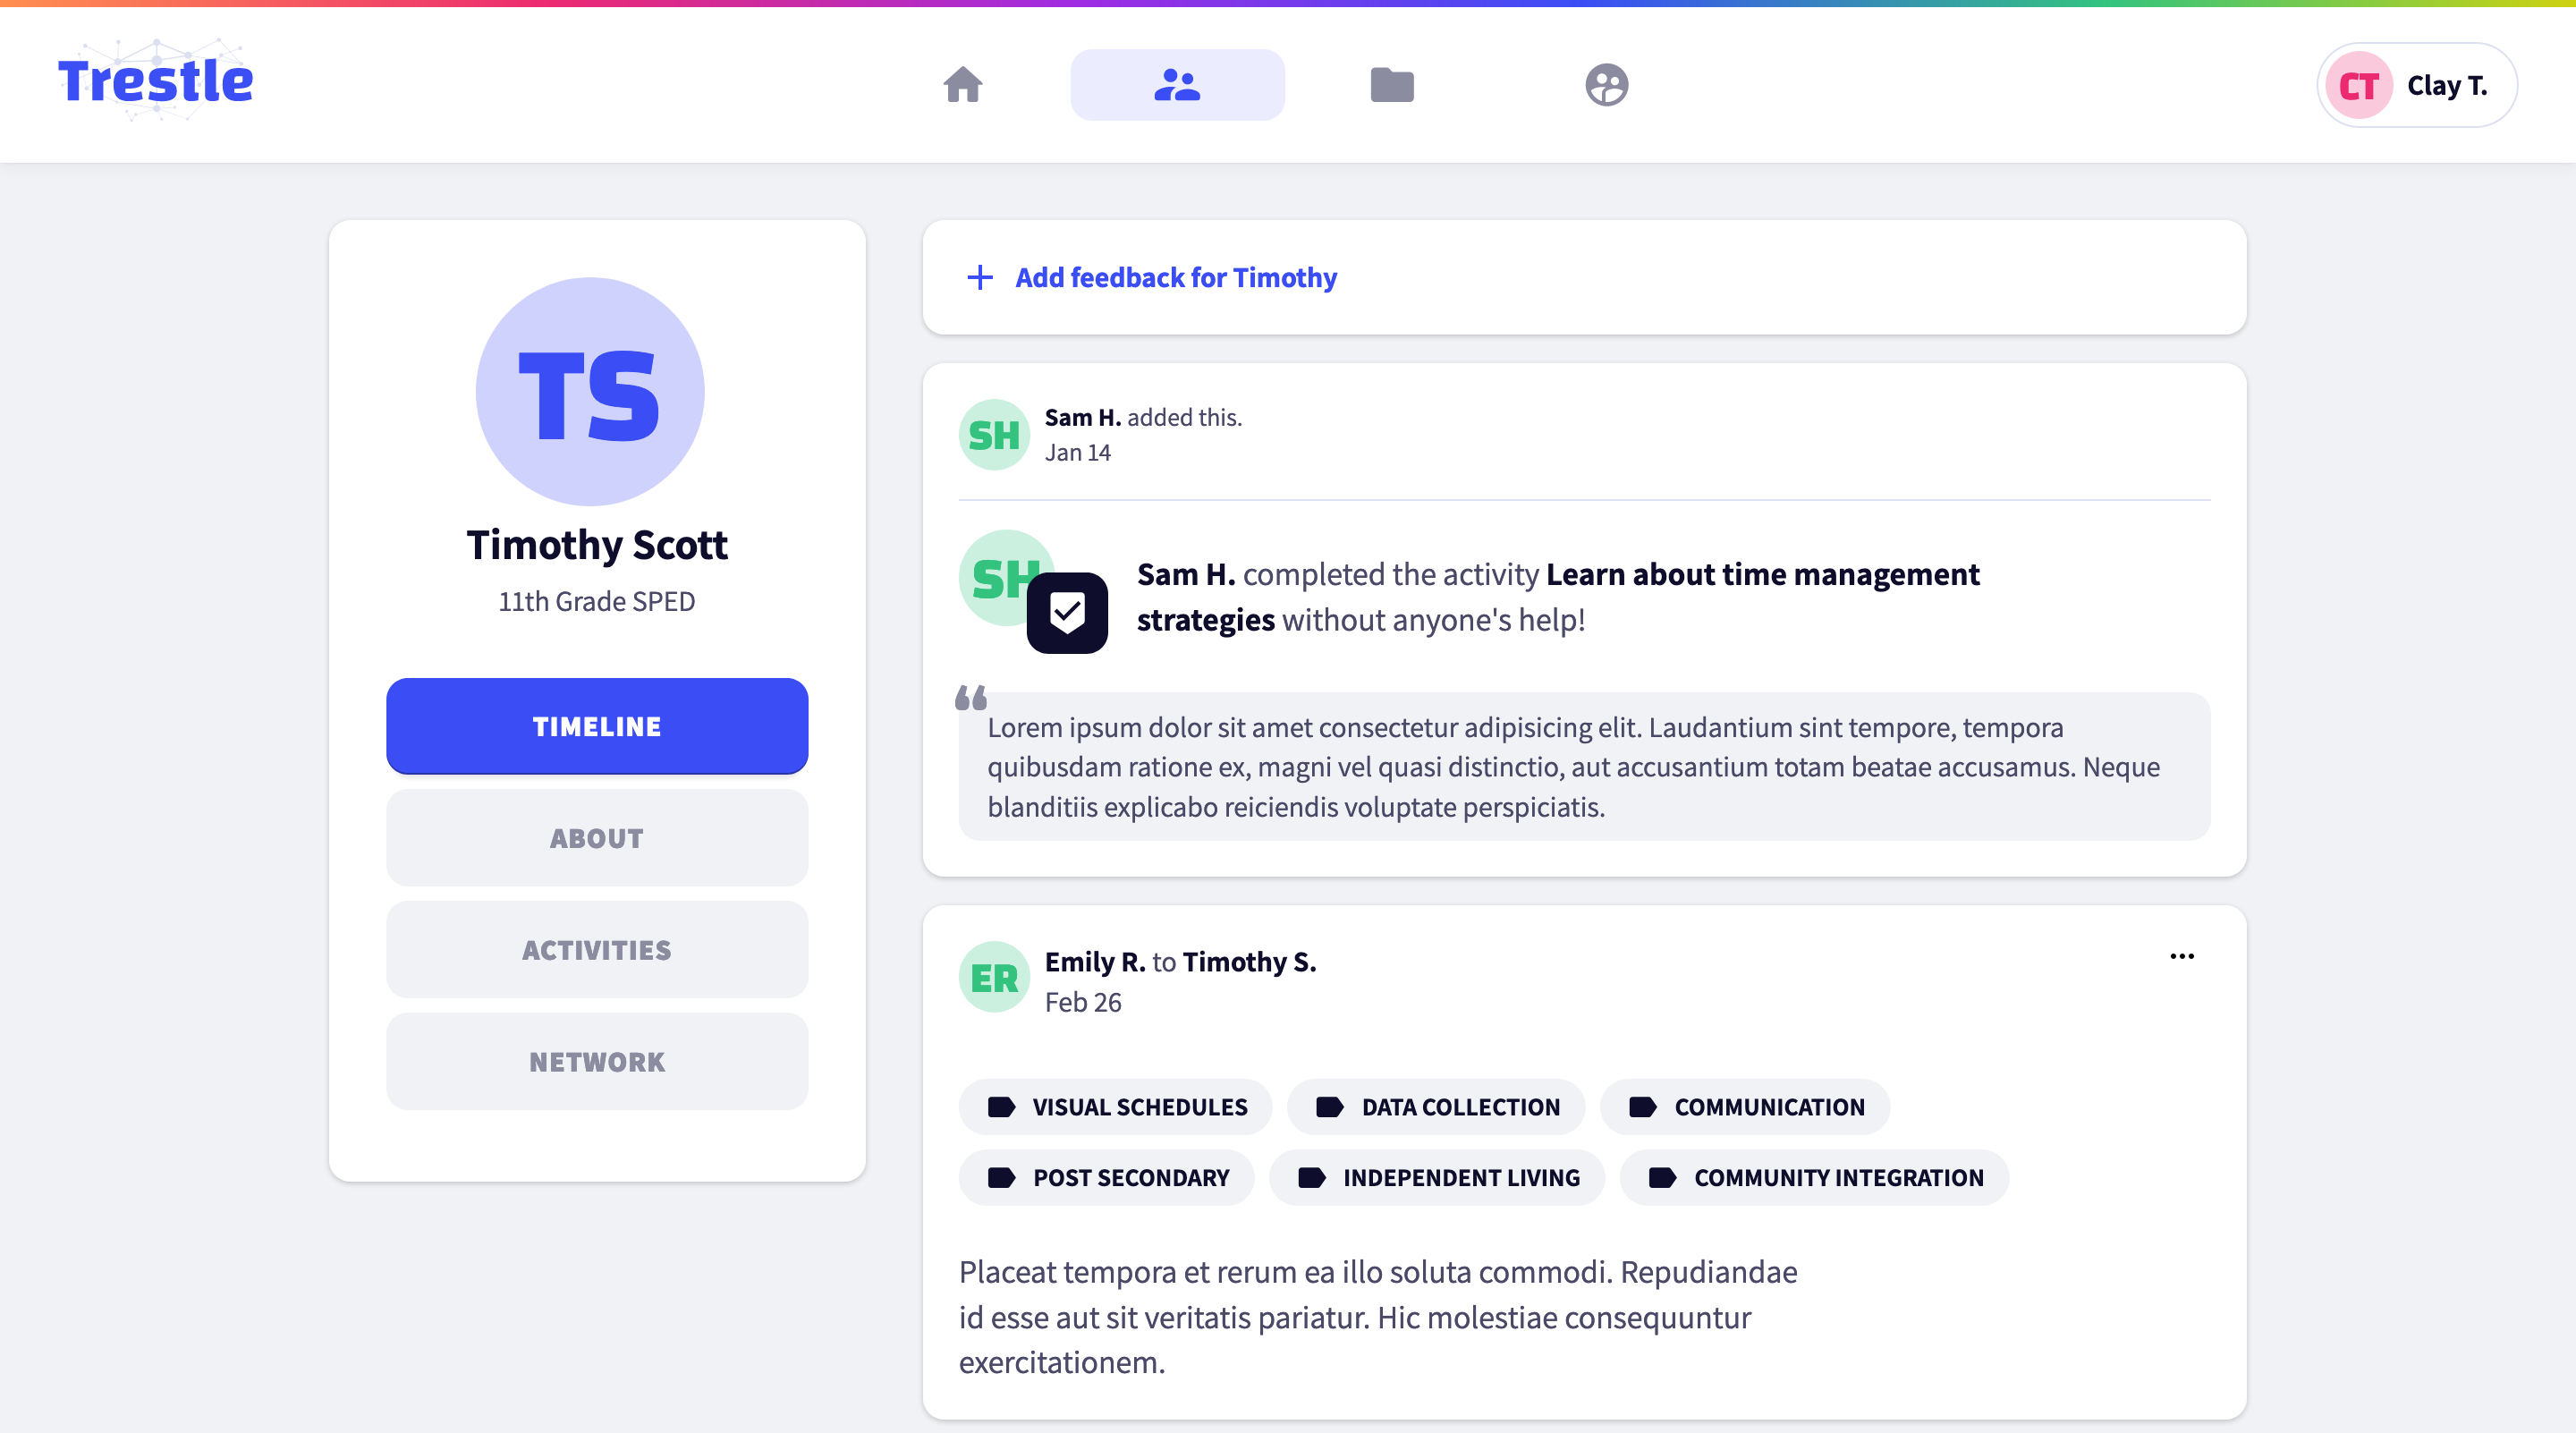 Trestle
CT Clay T.
TS
Timothy Scott
11th Grade SPED
TIMELINE
ABOUT
ACTIVITIES
NETWORK
Add feedback for Timothy
SH
Sam H. added this.
Jan 14
SH
Sam H. completed the activity Learn about time management
strategies without anyone's help!
“
Lorem ipsum dolor sit amet consectetur adipisicing elit. Laudantium sint tempore, tempora
quibusdam ratione ex, magni vel quasi distinctio, aut accusantium totam beatae accusamus. Neque
blanditiis explicabo reiciendis voluptate perspiciatis.
ER
Emily R. to Timothy S.
Feb 26
VISUAL SCHEDULES DATA COLLECTION COMMUNICATION
POST SECONDARY INDEPENDENT LIVING COMMUNITY INTEGRATION
Placeat tempora et rerum ea illo soluta commodi. Repudiandae
id esse aut sit veritatis pariatur. Hic molestiae consequuntur
exercitationem.